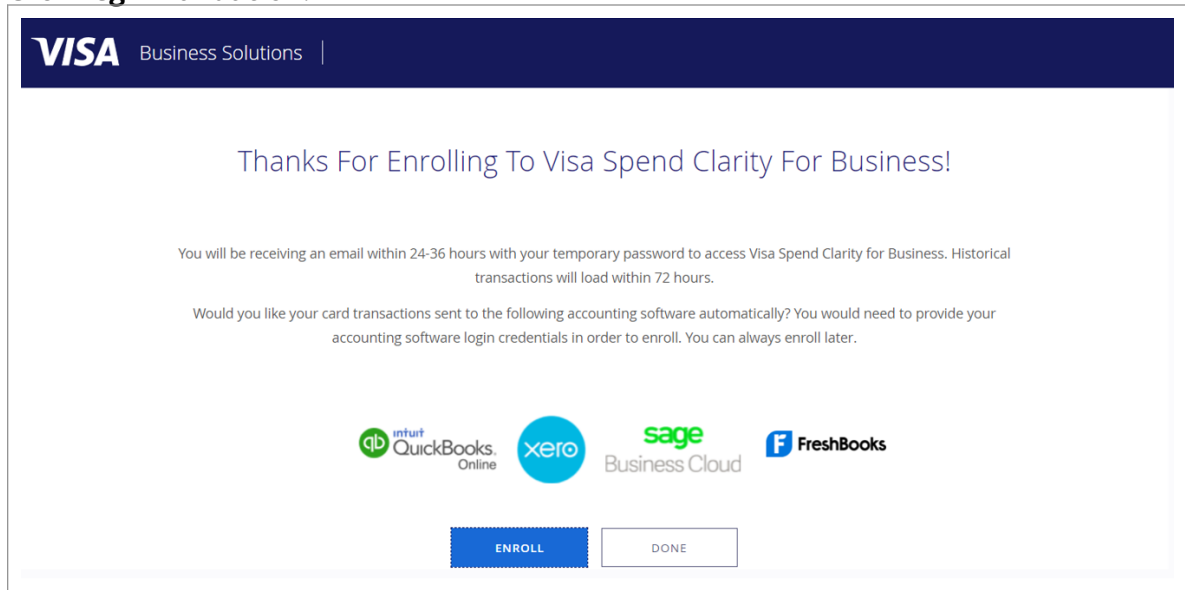 VISA Business Solutions
Thanks For Enrolling To Visa Spend Clarity For Business!
You will be receiving an email within 24-36 hours with your temporary password to access Visa Spend Clarity for Business. Historical
transactions will load within 72 hours.
Would you like your card transactions sent to the following accounting software automatically? You would need to provide your
accounting software login credentials in order to enroll. You can always enroll later.
qb intuit
QuickBooks.
Online
xero
sage
Business Cloud
F FreshBooks
ENROLL DONE